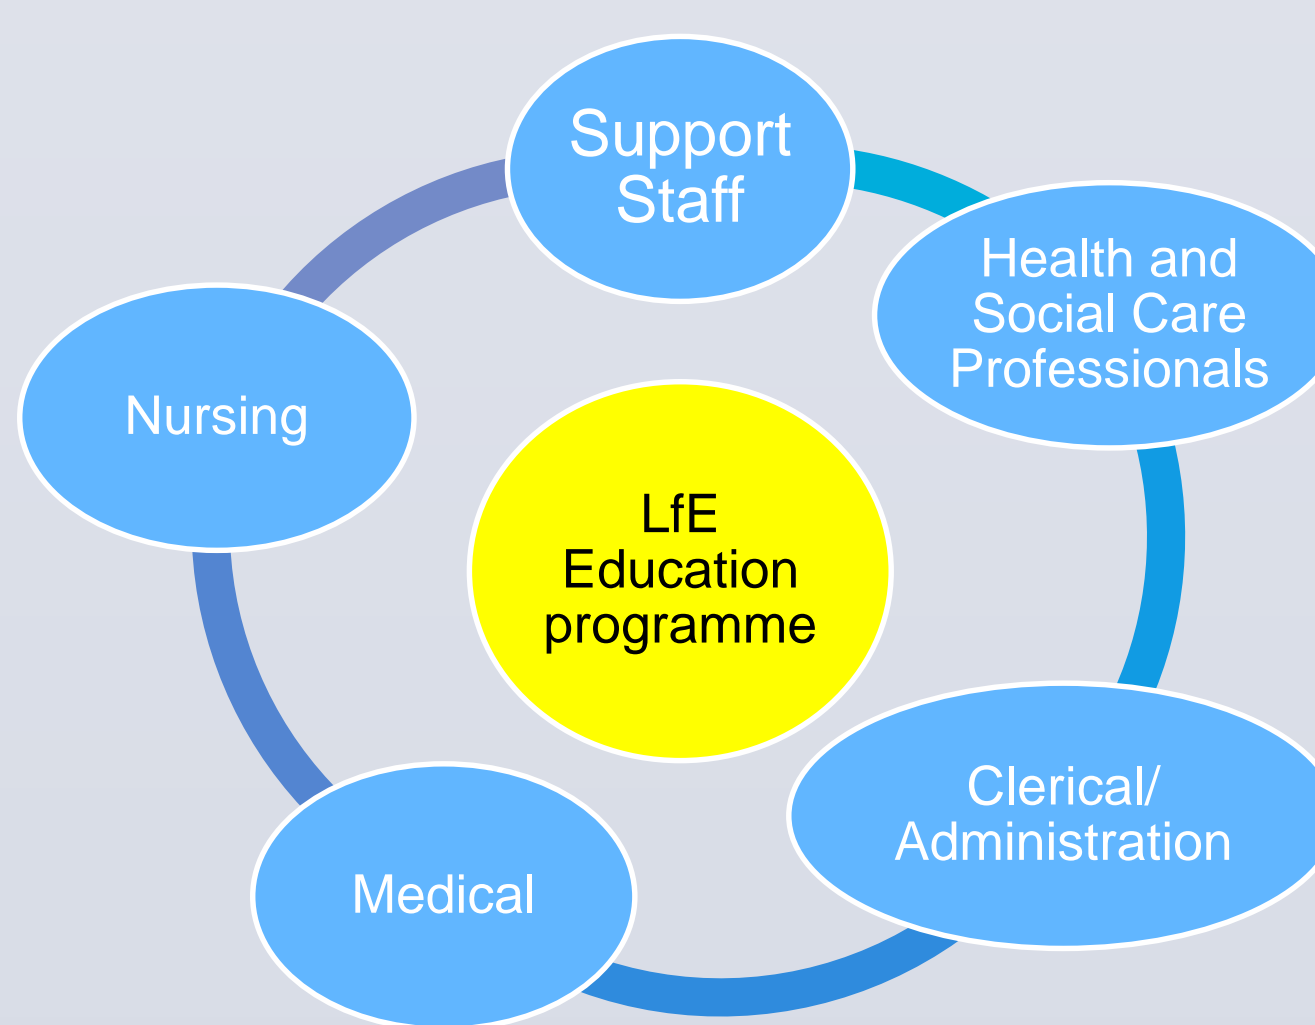 Support
Staff
Health and
Social Care
Professionals
Nursing
LfE
Education
programme
Clerical/
Administration
Medical